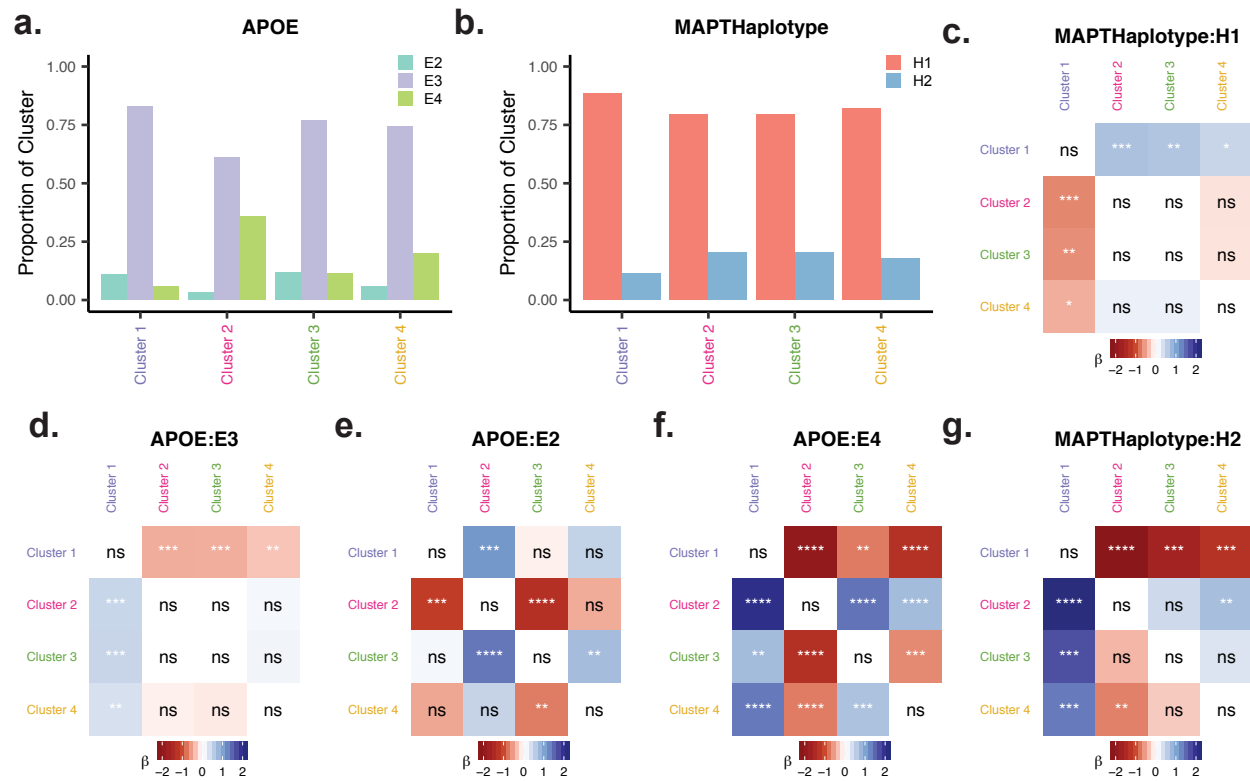 a.
APOE
E2
E3
E4
Proportion of Cluster
1.00
0.75
0.50
0.25
0.00
Cluster 1
Cluster 2
Cluster 3
Cluster 4
b.
MAPTHaplotype
H1
H2
Proportion of Cluster
1.00
0.75
0.50
0.25
0.00
Cluster 1
Cluster 2
Cluster 3
Cluster 4
c.
MAPTHaplotype:H1
Cluster 1 Cluster 2 Cluster 3 Cluster 4
Cluster 1 ns *** ** *
Cluster 2 *** ns ns ns
Cluster 3 ** ns ns ns
Cluster 4 * ns ns ns
β −2 −1 0 1 2
d.
APOE:E3
Cluster 1 Cluster 2 Cluster 3 Cluster 4
Cluster 1 ns *** *** **
Cluster 2 *** ns ns ns
Cluster 3 *** ns ns ns
Cluster 4 ** ns ns ns
β −2 −1 0 1 2
e.
APOE:E2
Cluster 1 Cluster 2 Cluster 3 Cluster 4
Cluster 1 ns *** ns ns
Cluster 2 *** ns **** ns
Cluster 3 ns **** ns **
Cluster 4 ns ns ** ns
β −2 −1 0 1 2
f.
APOE:E4
Cluster 1 Cluster 2 Cluster 3 Cluster 4
Cluster 1 ns **** ** ****
Cluster 2 **** ns **** ****
Cluster 3 ** **** ns ***
Cluster 4 **** **** *** ns
β −2 −1 0 1 2
g.
MAPTHaplotype:H2
Cluster 1 Cluster 2 Cluster 3 Cluster 4
Cluster 1 ns **** *** ***
Cluster 2 **** ns ns **
Cluster 3 *** ns ns ns
Cluster 4 *** ** ns ns
β −2 −1 0 1 2